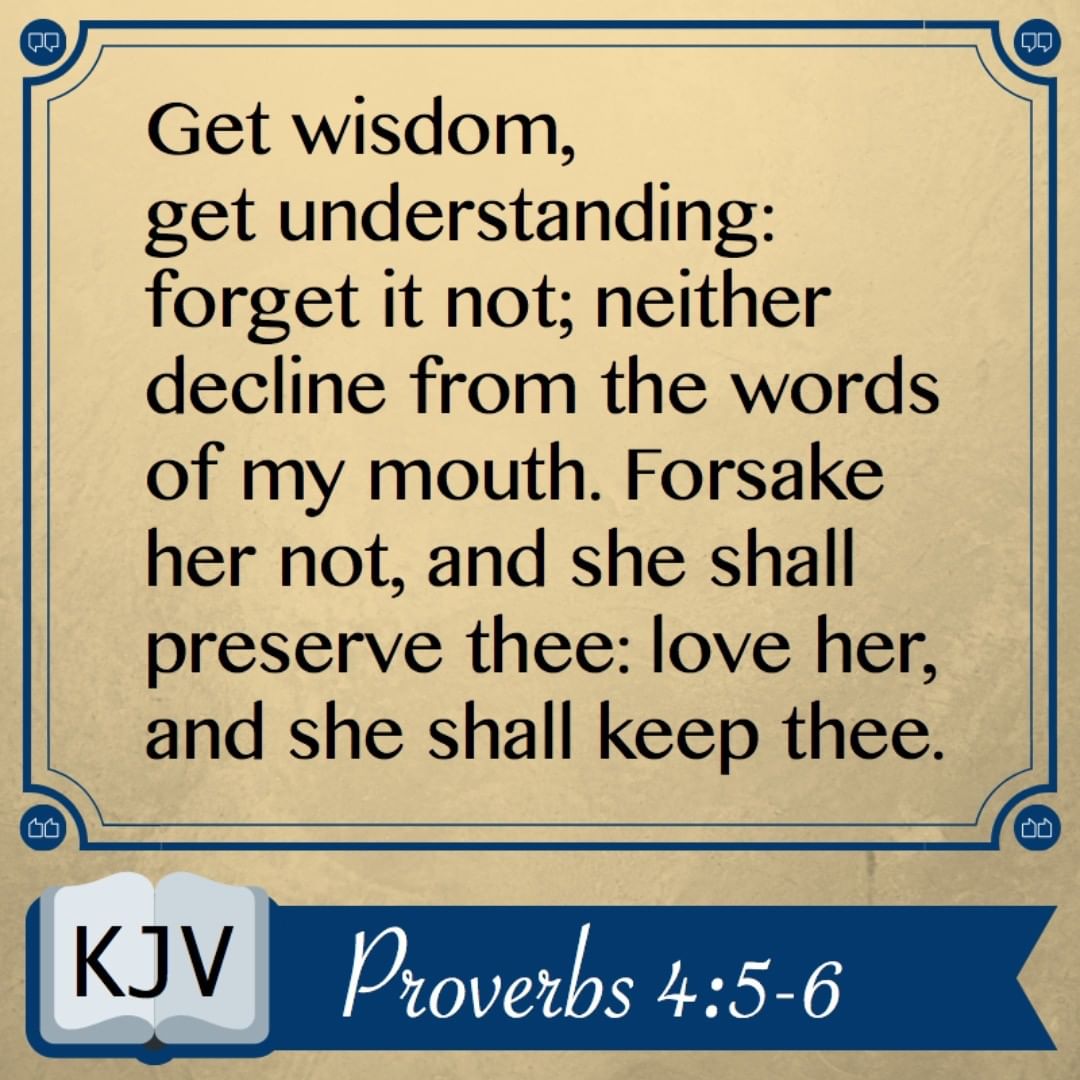 Get wisdom,
get understanding:
forget it not; neither
decline from the words
of my mouth. Forsake
her not, and she shall
preserve thee: love her,
and she shall keep thee.
KJV
Proverbs 4:5-6